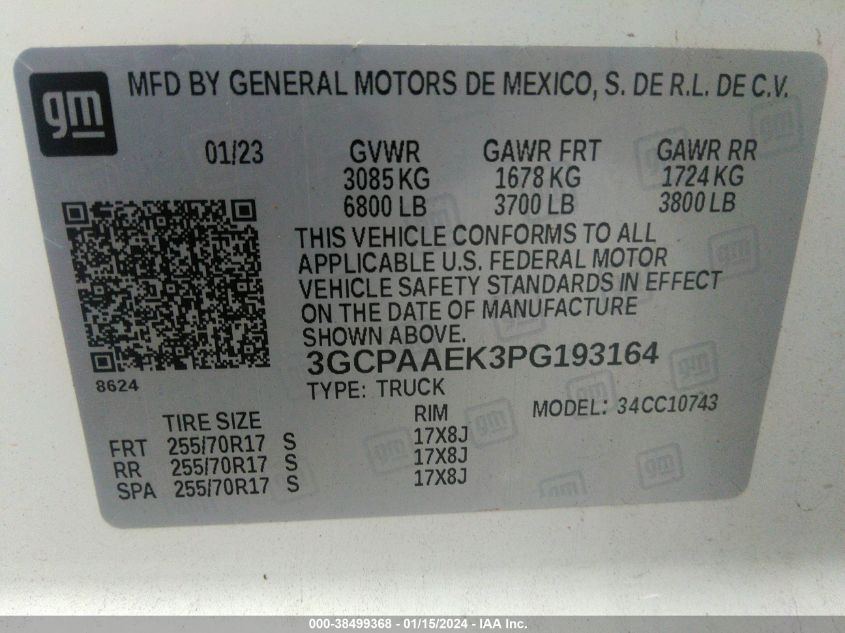 gm
MFD BY GENERAL MOTORS DE MEXICO, S. DE R.L. DE C.V.
01/23 GVWR GAWR FRT GAWR RR
3085 KG 1678 KG 1724 KG
6800 LB 3700 LB 3800 LB
THIS VEHICLE CONFORMS TO ALL
APPLICABLE U.S. FEDERAL MOTOR
VEHICLE SAFETY STANDARDS IN EFFECT
ON THE DATE OF MANUFACTURE
SHOWN ABOVE.
3GCPAAEK3PG193164
8624
TYPE: TRUCK
TIRE SIZE RIM MODEL: 34CC10743
FRT 255/70R17 S 17X8J
RR 255/70R17 S 17X8J
SPA 255/70R17 S 17X8J
000-38499368 - 01/15/2024 - IAA Inc.